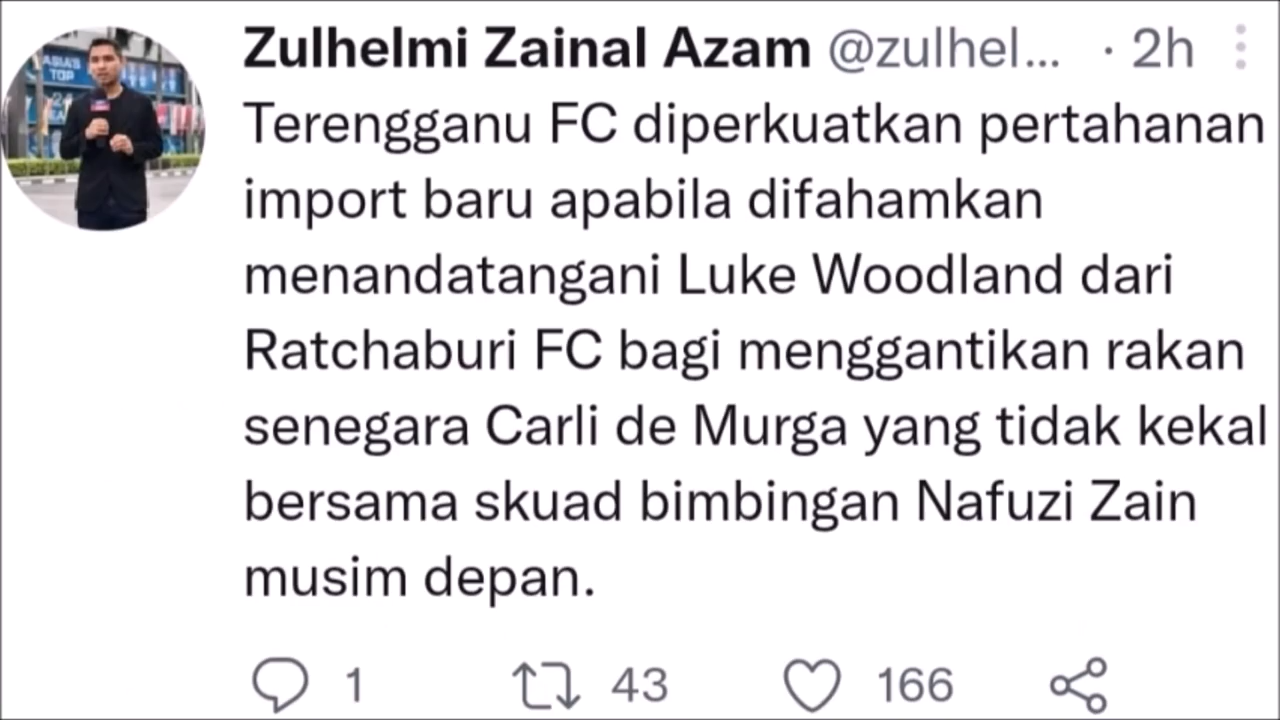 Zulhelmi Zainal Azam @zulhel... · 2h
Terengganu FC diperkuatkan pertahanan
import baru apabila difahamkan
menandatangani Luke Woodland dari
Ratchaburi FC bagi menggantikan rakan
senegara Carli de Murga yang tidak kekal
bersama skuad bimbingan Nafuzi Zain
musim depan.
1 43 166
ASIA'S
TOP